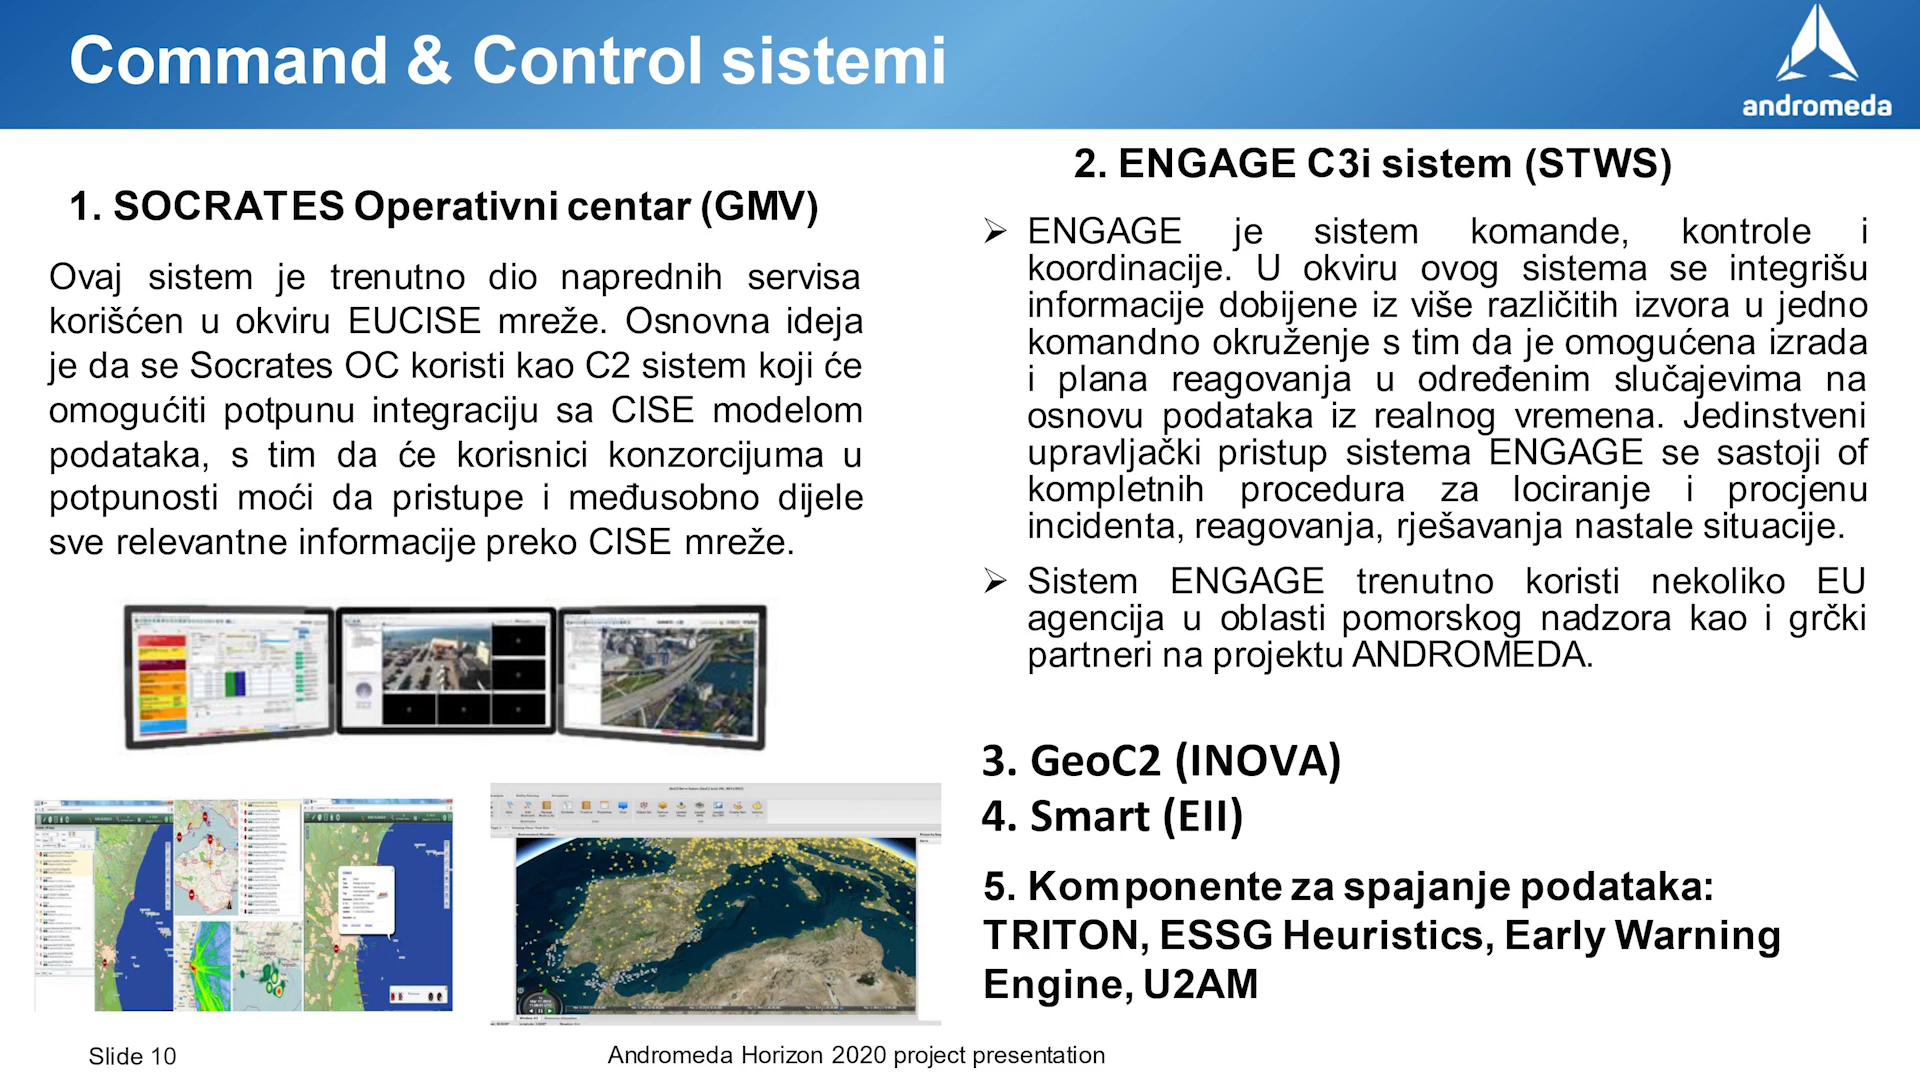 Command & Control sistemi
andromeda
1. SOCRATES Operativni centar (GMV)
Ovaj sistem je trenutno dio naprednih servisa
korišćen u okviru EUCISE mreže. Osnovna ideja
je da se Socrates OC koristi kao C2 sistem koji će
omogućiti potpunu integraciju sa CISE modelom
podataka, s tim da će korisnici konzorcijuma u
potpunosti moći da pristupe i međusobno dijele
sve relevantne informacije preko CISE mreže.
2. ENGAGE C3i sistem (STWS)
ENGAGE je sistem komande, kontrole i
koordinacije. U okviru ovog sistema se integrišu
informacije dobijene iz više različitih izvora u jedno
komandno okruženje s tim da je omogućena izrada
i plana reagovanja u određenim slučajevima na
osnovu podataka iz realnog vremena. Jedinstveni
upravljački pristup sistema ENGAGE se sastoji of
kompletnih procedura za lociranje i procjenu
incidenta, reagovanja, rješavanja nastale situacije.
Sistem ENGAGE trenutno koristi nekoliko EU
agencija u oblasti pomorskog nadzora kao i grčki
partneri na projektu ANDROMEDA.
3. GeoC2 (INOVA)
4. Smart (EII)
5. Komponente za spajanje podataka:
TRITON, ESSG Heuristics, Early Warning
Engine, U2AM
Slide 10
Andromeda Horizon 2020 project presentation